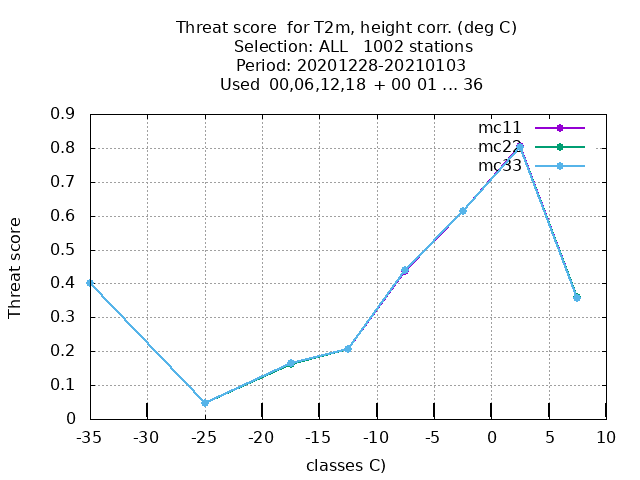 Threat score  for T2m, height corr. (deg C)
Selection: ALL   1002 stations
Period: 20201228-20210103
Used  00,06,12,18  + 00 01 ... 36
mc11
mc22
mc33
Threat score
0.9
0.8
0.7
0.6
0.5
0.4
0.3
0.2
0.1
0
-35 -30 -25 -20 -15 -10 -5 0 5 10
classes C)